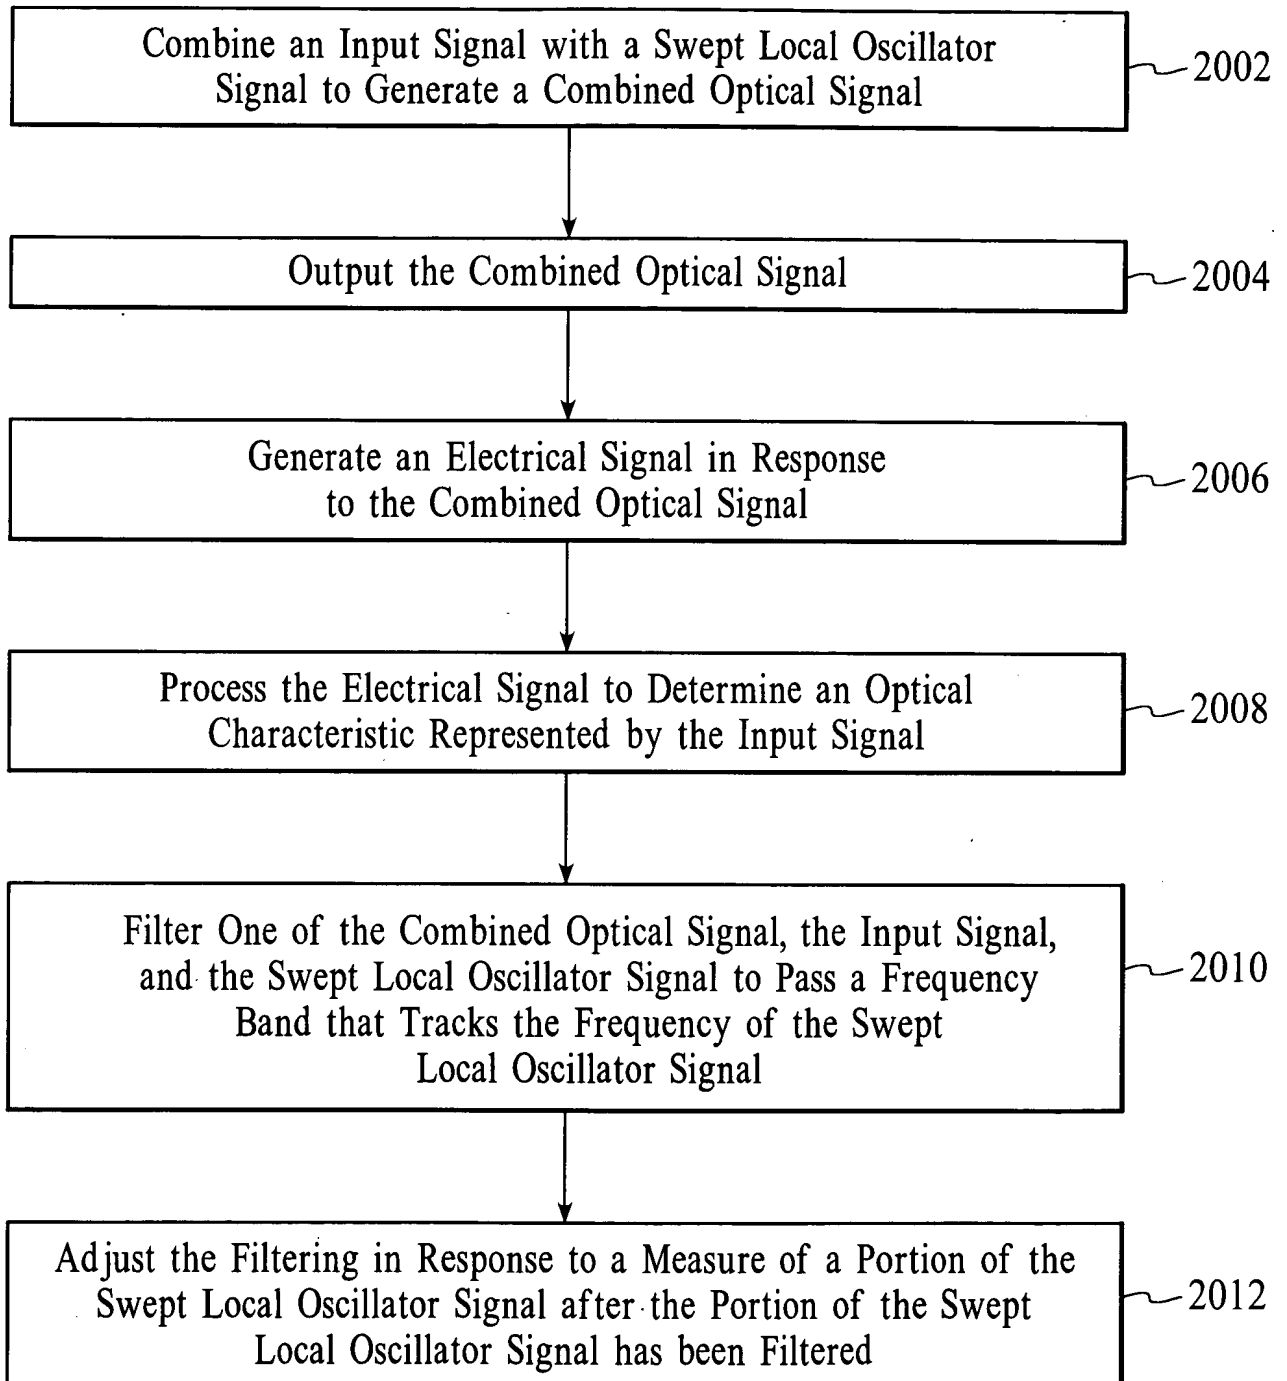 Combine an Input Signal with a Swept Local Oscillator
Signal to Generate a Combined Optical Signal
2002
Output the Combined Optical Signal
2004
Generate an Electrical Signal in Response
to the Combined Optical Signal
2006
Process the Electrical Signal to Determine an Optical
Characteristic Represented by the Input Signal
2008
Filter One of the Combined Optical Signal, the Input Signal,
and the Swept Local Oscillator Signal to Pass a Frequency
Band that Tracks the Frequency of the Swept
Local Oscillator Signal
2010
Adjust the Filtering in Response to a Measure of a Portion of the
Swept Local Oscillator Signal after the Portion of the Swept
Local Oscillator Signal has been Filtered
2012